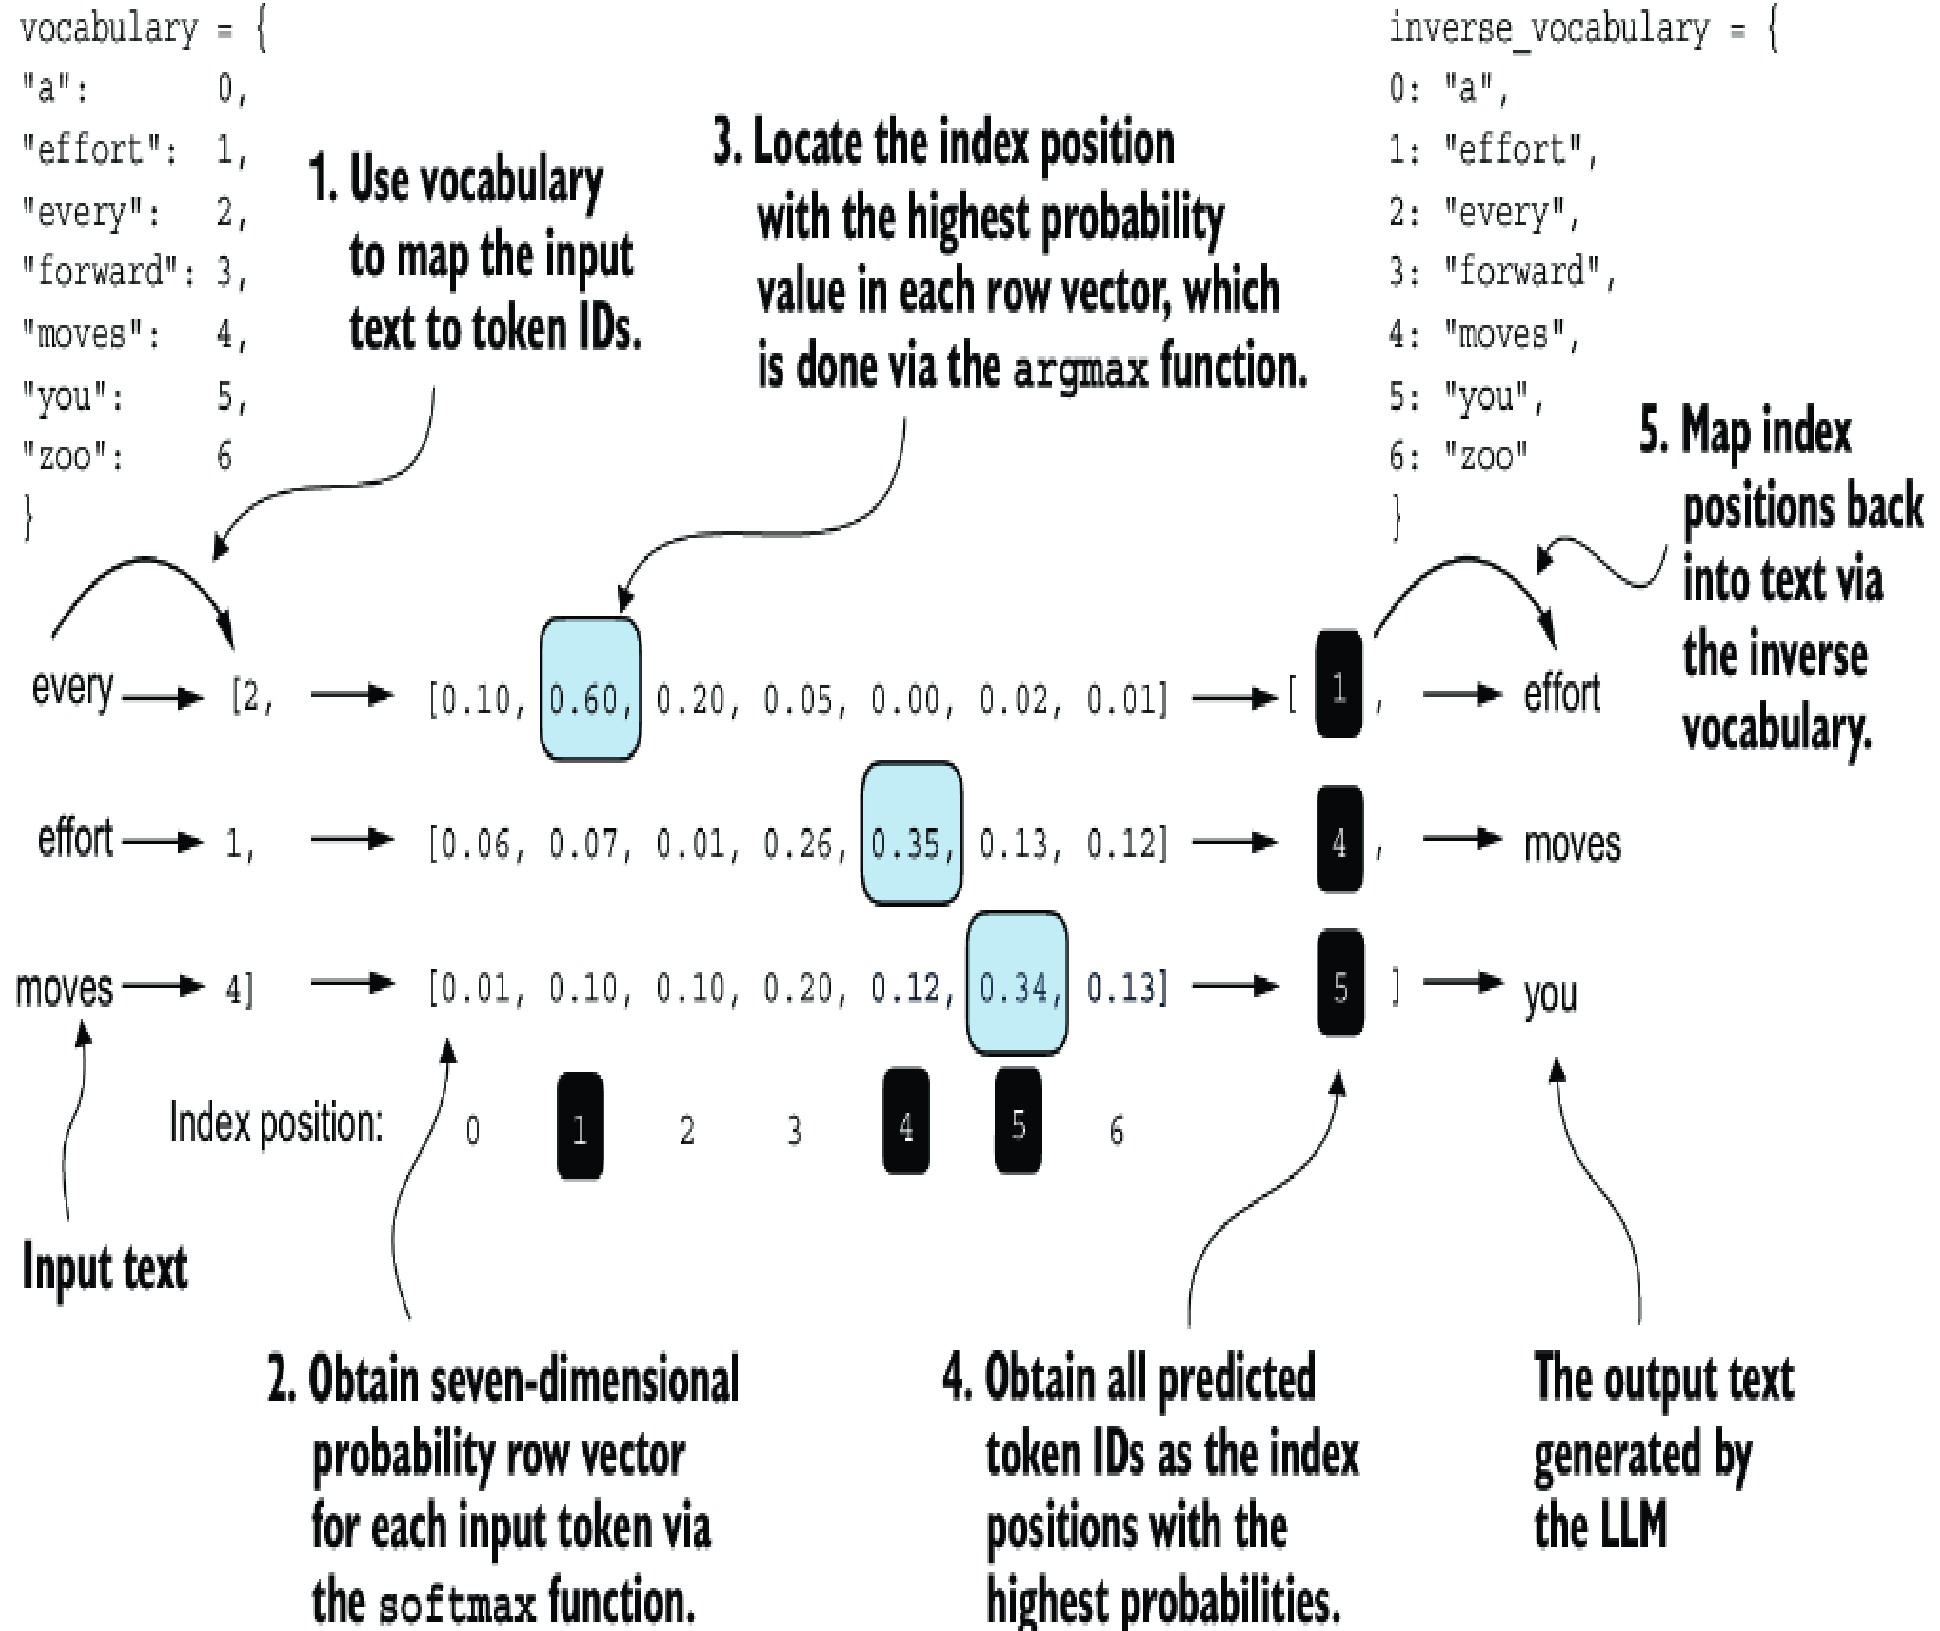 vocabulary = {
"a": 0,
"effort": 1,
"every": 2,
"forward": 3,
"moves": 4,
"you": 5,
"zoo": 6
}
1. Use vocabulary
to map the input
text to token IDs.
3. Locate the index position
with the highest probability
value in each row vector, which
is done via the argmax function.
inverse_vocabulary = {
0: "a",
1: "effort",
2: "every",
3: "forward",
4: "moves",
5: "you",
6: "zoo"
}
5. Map index
positions back
into text via
the inverse
vocabulary.
every [2, [0.10, 0.60, 0.20, 0.05, 0.00, 0.02, 0.01] [ 1 , effort
effort 1, [0.06, 0.07, 0.01, 0.26, 0.35, 0.13, 0.12] 4 , moves
moves 4] [0.01, 0.10, 0.10, 0.20, 0.12, 0.34, 0.13] 5 ] you
Index position: 0 1 2 3 4 5 6
Input text
2. Obtain seven-dimensional
probability row vector
for each input token via
the softmax function.
4. Obtain all predicted
token IDs as the index
positions with the
highest probabilities.
The output text
generated by
the LLM